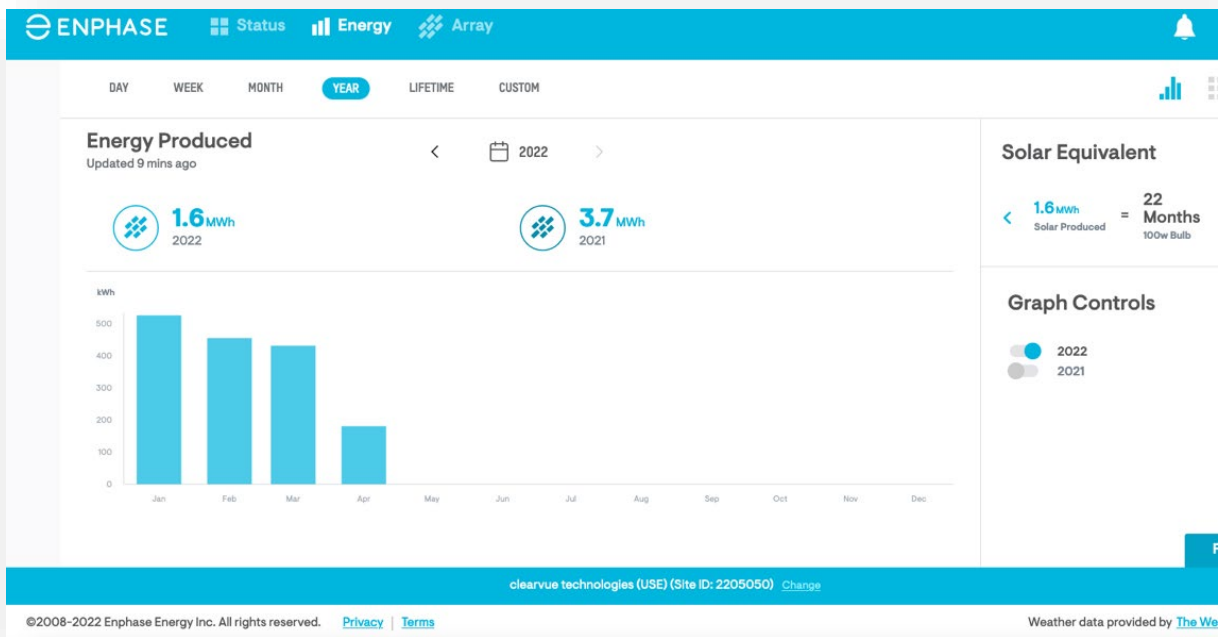 ENPHASE Status Energy Array
DAY WEEK MONTH YEAR LIFETIME CUSTOM
Energy Produced
Updated 9 mins ago
2022
1.6 MWh
2022
3.7 MWh
2021
kWh
500
400
300
200
100
0
Jan Feb Mar Apr May Jun Jul Aug Sep Oct Nov Dec
Solar Equivalent
1.6 MWh
Solar Produced
=
22
Months
100w Bulb
Graph Controls
2022
2021
clearvue technologies (USE) (Site ID: 2205050) Change
©2008-2022 Enphase Energy Inc. All rights reserved. Privacy | Terms
Weather data provided by The We